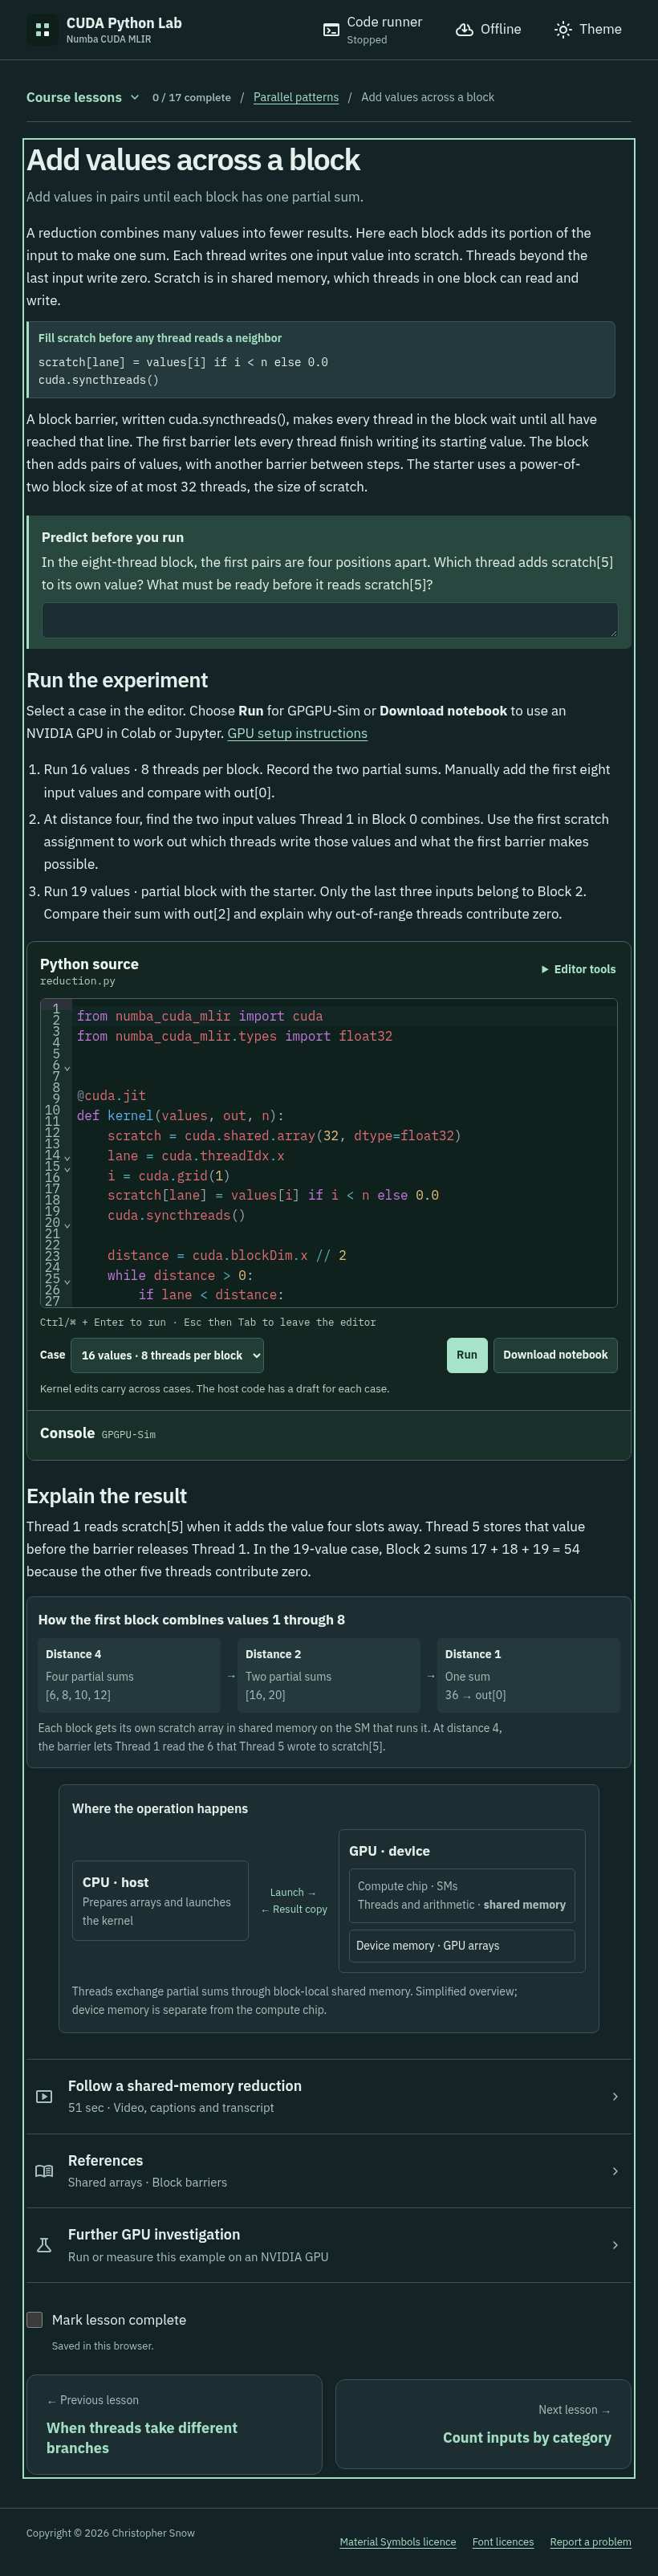 CUDA Python Lab
Numba CUDA MLIR
Code runner
Stopped
Offline
Theme
Course lessons
0 / 17 complete / Parallel patterns / Add values across a block
Add values across a block
Add values in pairs until each block has one partial sum.
A reduction combines many values into fewer results. Here each block adds its portion of the
input to make one sum. Each thread writes one input value into scratch. Threads beyond the
last input write zero. Scratch is in shared memory, which threads in one block can read and
write.
Fill scratch before any thread reads a neighbor
scratch[lane] = values[i] if i < n else 0.0
cuda.syncthreads()
A block barrier, written cuda.syncthreads(), makes every thread in the block wait until all have
reached that line. The first barrier lets every thread finish writing its starting value. The block
then adds pairs of values, with another barrier between steps. The starter uses a power-of-
two block size of at most 32 threads, the size of scratch.
Predict before you run
In the eight-thread block, the first pairs are four positions apart. Which thread adds scratch[5]
to its own value? What must be ready before it reads scratch[5]?
Run the experiment
Select a case in the editor. Choose Run for GPGPU-Sim or Download notebook to use an
NVIDIA GPU in Colab or Jupyter. GPU setup instructions
1. Run 16 values · 8 threads per block. Record the two partial sums. Manually add the first eight
input values and compare with out[0].
2. At distance four, find the two input values Thread 1 in Block 0 combines. Use the first scratch
assignment to work out which threads write those values and what the first barrier makes
possible.
3. Run 19 values · partial block with the starter. Only the last three inputs belong to Block 2.
Compare their sum with out[2] and explain why out-of-range threads contribute zero.
Python source
reduction.py
▶ Editor tools
1
2
3
4
5
6
7
8
9
10
11
12
13
14
15
16
17
18
19
20
21
22
23
24
25
26
27
from numba_cuda_mlir import cuda
from numba_cuda_mlir.types import float32
@cuda.jit
def kernel(values, out, n):
scratch = cuda.shared.array(32, dtype=float32)
lane = cuda.threadIdx.x
i = cuda.grid(1)
scratch[lane] = values[i] if i < n else 0.0
cuda.syncthreads()
distance = cuda.blockDim.x // 2
while distance > 0:
if lane < distance:
Ctrl/⌘ + Enter to run · Esc then Tab to leave the editor
Case
16 values · 8 threads per block
Run
Download notebook
Kernel edits carry across cases. The host code has a draft for each case.
Console GPGPU-Sim
Explain the result
Thread 1 reads scratch[5] when it adds the value four slots away. Thread 5 stores that value
before the barrier releases Thread 1. In the 19-value case, Block 2 sums 17 + 18 + 19 = 54
because the other five threads contribute zero.
How the first block combines values 1 through 8
Distance 4
Four partial sums
[6, 8, 10, 12]
→
Distance 2
Two partial sums
[16, 20]
→
Distance 1
One sum
36 → out[0]
Each block gets its own scratch array in shared memory on the SM that runs it. At distance 4,
the barrier lets Thread 1 read the 6 that Thread 5 wrote to scratch[5].
Where the operation happens
CPU · host
Prepares arrays and launches
the kernel
Launch →
← Result copy
GPU · device
Compute chip · SMs
Threads and arithmetic · shared memory
Device memory · GPU arrays
Threads exchange partial sums through block-local shared memory. Simplified overview;
device memory is separate from the compute chip.
Follow a shared-memory reduction
51 sec · Video, captions and transcript
References
Shared arrays · Block barriers
Further GPU investigation
Run or measure this example on an NVIDIA GPU
Mark lesson complete
Saved in this browser.
← Previous lesson
When threads take different
branches
Next lesson →
Count inputs by category
Copyright © 2026 Christopher Snow
Material Symbols licence
Font licences
Report a problem